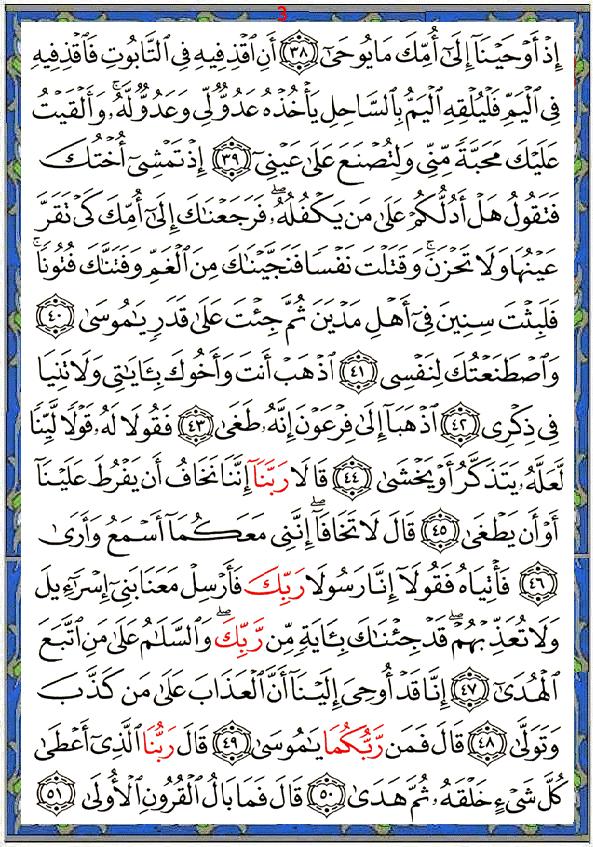 3
إِذْ أَوْحَيْنَآ إِلَىٰٓ أُمِّكَ مَا يُوحَىٰٓ ﴿٣٨﴾ أَنِ ٱقْذِفِيهِ فِى ٱلتَّابُوتِ فَٱقْذِفِيهِ
فِى ٱلْيَمِّ فَلْيُلْقِهِ ٱلْيَمُّ بِٱلسَّاحِلِ يَأْخُذْهُ عَدُوٌّ لِّى وَعَدُوٌّ لَّهُۥ ۚ وَأَلْقَيْتُ
عَلَيْكَ مَحَبَّةً مِّنِّى وَلِتُصْنَعَ عَلَىٰ عَيْنِىٓ ﴿٣٩﴾ إِذْ تَمْشِىٓ أُخْتُكَ
فَتَقُولُ هَلْ أَدُلُّكُمْ عَلَىٰ مَن يَكْفُلُهُۥ ۖ فَرَجَعْنَٰكَ إِلَىٰٓ أُمِّكَ كَىْ تَقَرَّ
عَيْنُهَا وَلَا تَحْزَنَ ۚ وَقَتَلْتَ نَفْسًا فَنَجَّيْنَٰكَ مِنَ ٱلْغَمِّ وَفَتَنَّٰكَ فُتُونًا ۚ
فَلَبِثْتَ سِنِينَ فِىٓ أَهْلِ مَدْيَنَ ثُمَّ جِئْتَ عَلَىٰ قَدَرٍ يَٰمُوسَىٰ ﴿٤٠﴾
وَٱصْطَنَعْتُكَ لِنَفْسِى ﴿٤١﴾ ٱذْهَبْ أَنتَ وَأَخُوكَ بِـَٔايَٰتِى وَلَا تَنِيَا
فِى ذِكْرِى ﴿٤٢﴾ ٱذْهَبَآ إِلَىٰ فِرْعَوْنَ إِنَّهُۥ طَغَىٰ ﴿٤٣﴾ فَقُولَا لَهُۥ قَوْلًا لَّيِّنًا
لَّعَلَّهُۥ يَتَذَكَّرُ أَوْ يَخْشَىٰ ﴿٤٤﴾ قَالَا رَبَّنَآ إِنَّنَا نَخَافُ أَن يَفْرُطَ عَلَيْنَآ
أَوْ أَن يَطْغَىٰ ﴿٤٥﴾ قَالَ لَا تَخَافَآ ۖ إِنَّنِى مَعَكُمَآ أَسْمَعُ وَأَرَىٰ
﴿٤٦﴾ فَأْتِيَاهُ فَقُولَآ إِنَّا رَسُولَا رَبِّكَ فَأَرْسِلْ مَعَنَا بَنِىٓ إِسْرَٰٓءِيلَ
وَلَا تُعَذِّبْهُمْ ۖ قَدْ جِئْنَٰكَ بِـَٔايَةٍ مِّن رَّبِّكَ ۖ وَٱلسَّلَٰمُ عَلَىٰ مَنِ ٱتَّبَعَ
ٱلْهُدَىٰٓ ﴿٤٧﴾ إِنَّا قَدْ أُوحِىَ إِلَيْنَآ أَنَّ ٱلْعَذَابَ عَلَىٰ مَن كَذَّبَ
وَتَوَلَّىٰ ﴿٤٨﴾ قَالَ فَمَن رَّبُّكُمَا يَٰمُوسَىٰ ﴿٤٩﴾ قَالَ رَبُّنَا ٱلَّذِىٓ أَعْطَىٰ
كُلَّ شَىْءٍ خَلْقَهُۥ ثُمَّ هَدَىٰ ﴿٥٠﴾ قَالَ فَمَا بَالُ ٱلْقُرُونِ ٱلْأُولَىٰ ﴿٥١﴾